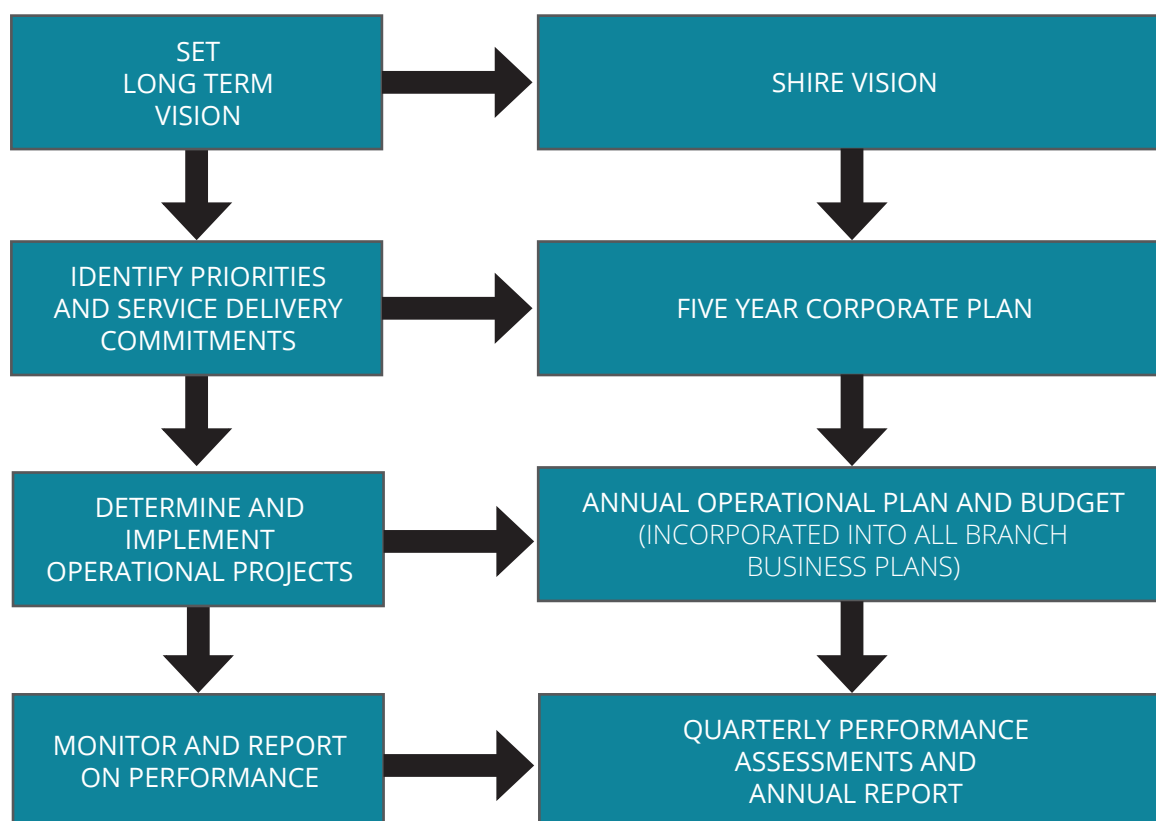 SET
LONG TERM
VISION
SHIRE VISION
IDENTIFY PRIORITIES
AND SERVICE DELIVERY
COMMITMENTS
FIVE YEAR CORPORATE PLAN
DETERMINE AND
IMPLEMENT
OPERATIONAL PROJECTS
ANNUAL OPERATIONAL PLAN AND BUDGET
(INCORPORATED INTO ALL BRANCH
BUSINESS PLANS)
MONITOR AND REPORT
ON PERFORMANCE
QUARTERLY PERFORMANCE
ASSESSMENTS AND
ANNUAL REPORT